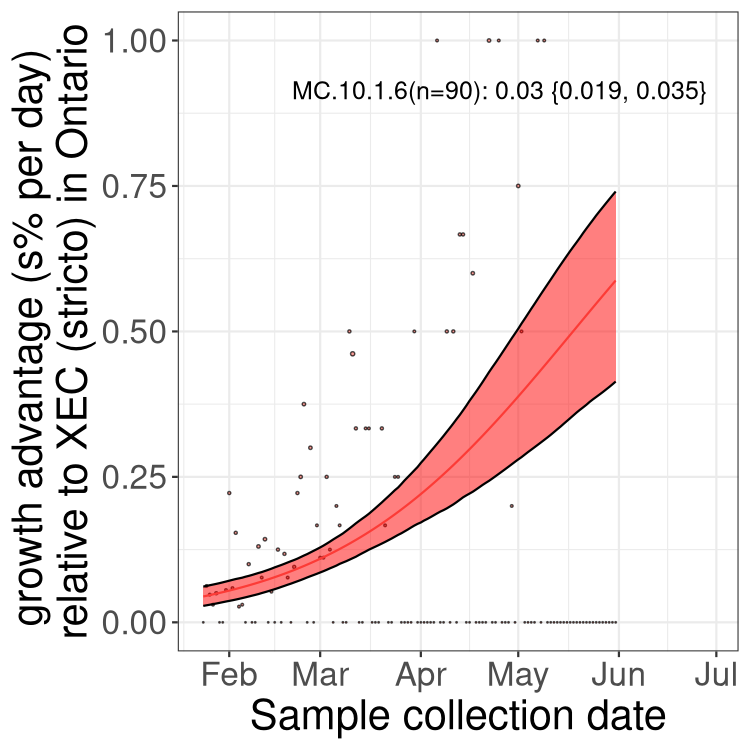 growth advantage (s% per day)
relative to XEC (stricto) in Ontario
1.00
0.75
0.50
0.25
0.00
MC.10.1.6(n=90): 0.03 {0.019, 0.035}
Feb Mar Apr May Jun Jul
Sample collection date